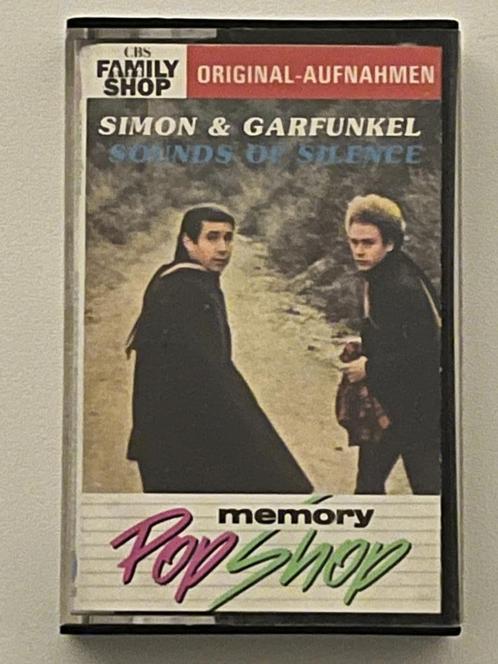 CBS
FAMILY
SHOP
ORIGINAL-AUFNAHMEN
SIMON & GARFUNKEL
SOUNDS OF SILENCE
memory
Pop Shop